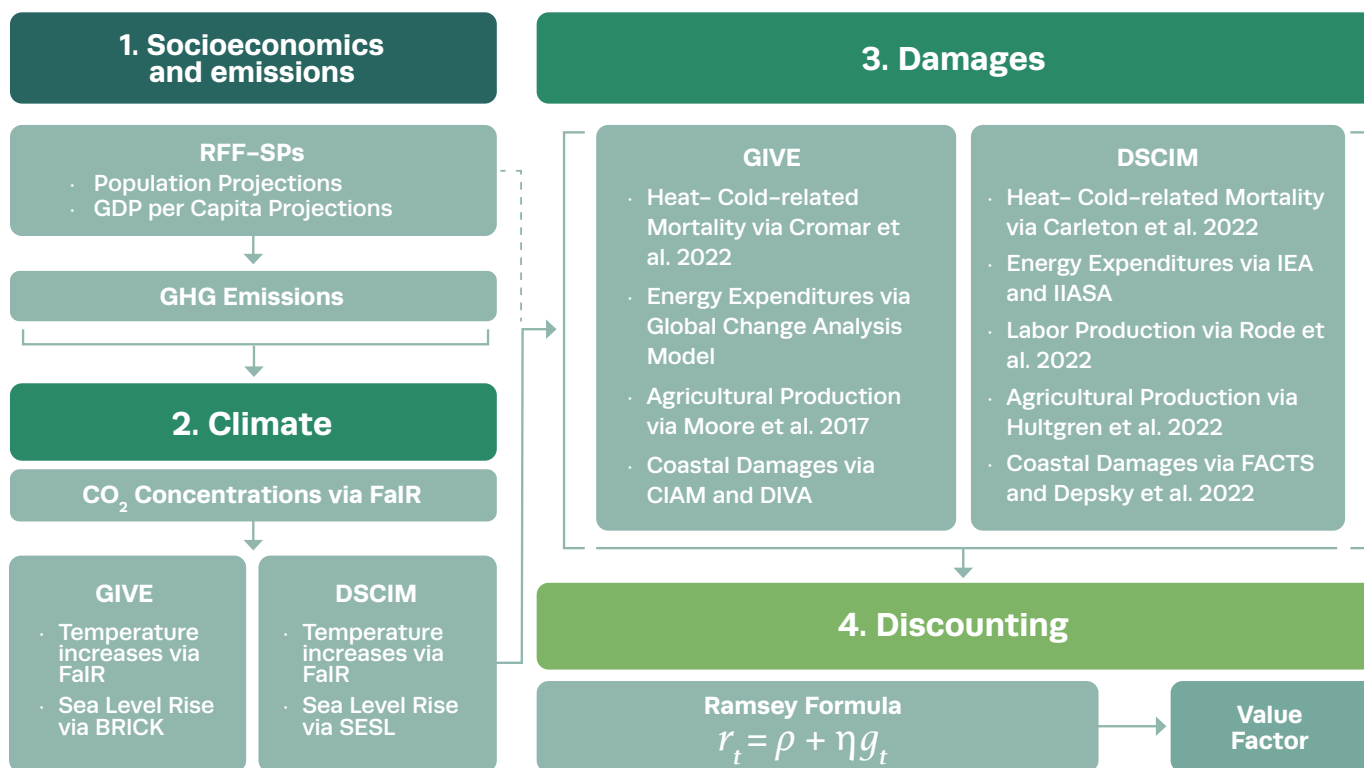 1. Socioeconomics
and emissions
RFF–SPs
· Population Projections
· GDP per Capita Projections
GHG Emissions
2. Climate
CO₂ Concentrations via FaIR
GIVE
· Temperature
increases via
FaIR
· Sea Level Rise
via BRICK
DSCIM
· Temperature
increases via
FaIR
· Sea Level Rise
via SESL
3. Damages
GIVE
· Heat– Cold–related
Mortality via Cromar et
al. 2022
· Energy Expenditures via
Global Change Analysis
Model
· Agricultural Production
via Moore et al. 2017
· Coastal Damages via
CIAM and DIVA
DSCIM
· Heat– Cold–related Mortality
via Carleton et al. 2022
· Energy Expenditures via IEA
and IIASA
· Labor Production via Rode et
al. 2022
· Agricultural Production via
Hultgren et al. 2022
· Coastal Damages via FACTS
and Depsky et al. 2022
4. Discounting
Ramsey Formula
rₜ = ρ + ηgₜ
Value
Factor